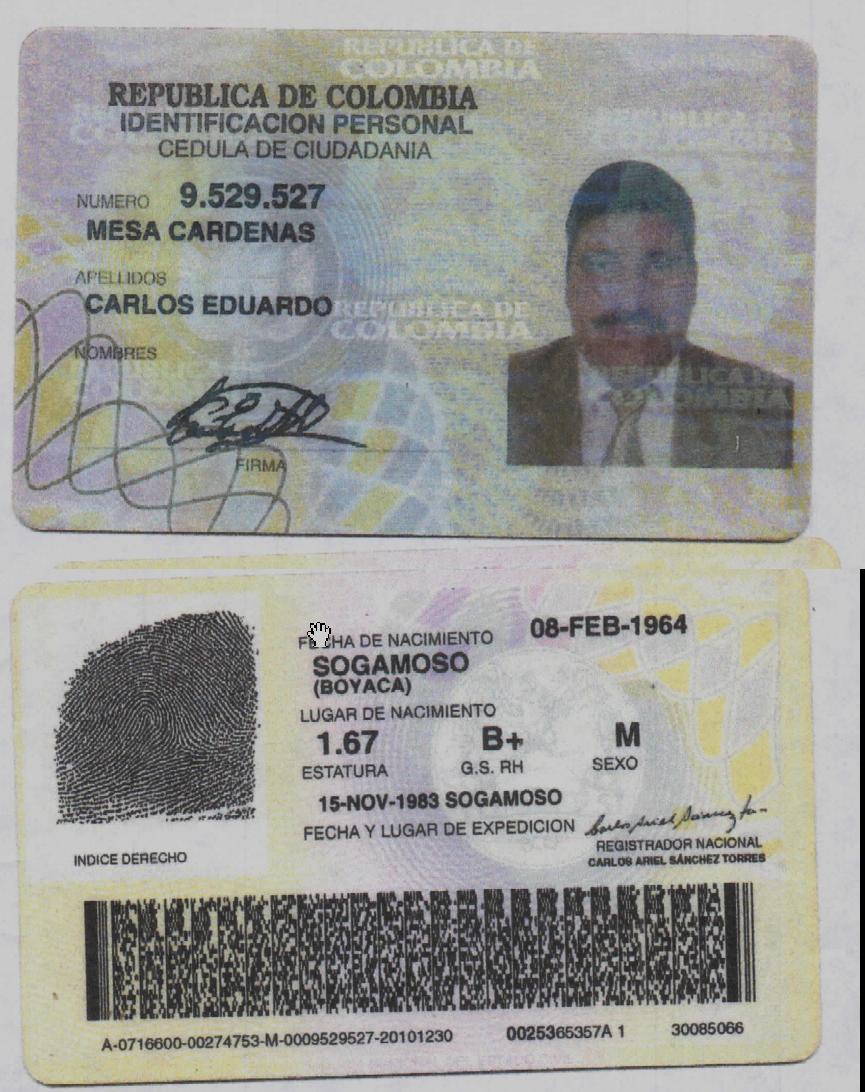 REPUBLICA DE COLOMBIA
IDENTIFICACION PERSONAL
CEDULA DE CIUDADANIA
NUMERO 9.529.527
MESA CARDENAS
APELLIDOS
CARLOS EDUARDO
NOMBRES
FIRMA
REPUBLICA DE
COLOMBIA
REPUBLICA DE
COLOMBIA
REPUBLICA DE
COLOMBIA
08-FEB-1964
FECHA DE NACIMIENTO
SOGAMOSO
(BOYACA)
LUGAR DE NACIMIENTO
1.67 B+ M
ESTATURA G.S. RH SEXO
15-NOV-1983 SOGAMOSO
FECHA Y LUGAR DE EXPEDICION
REGISTRADOR NACIONAL
CARLOS ARIEL SÁNCHEZ TORRES
INDICE DERECHO
A-0716600-00274753-M-0009529527-20101230 0025365357A 1 30085066